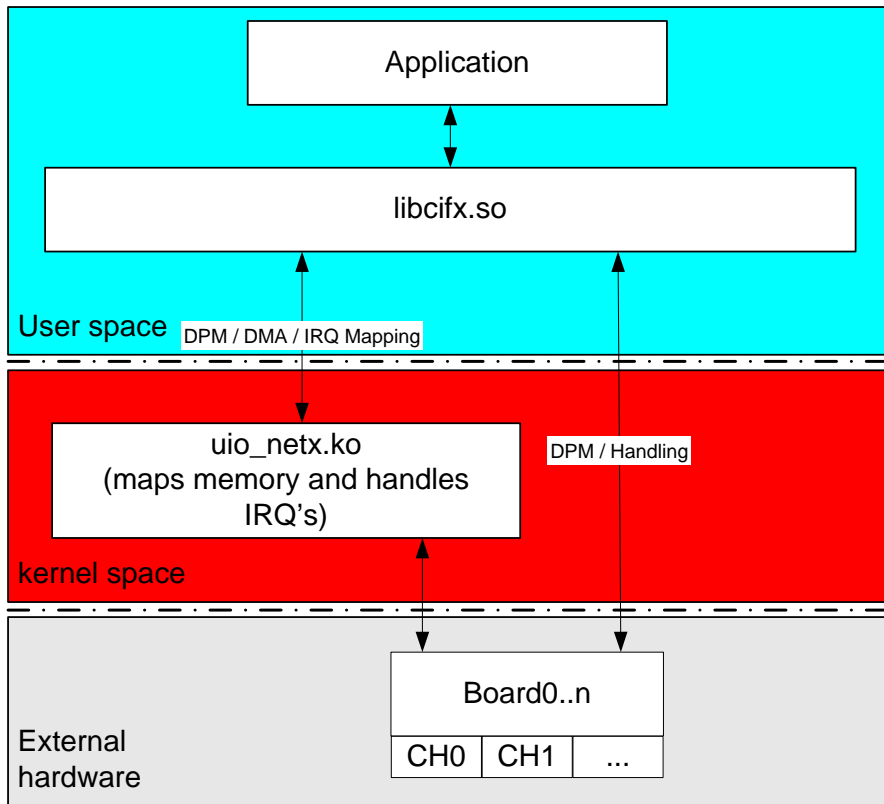 Application
libcifx.so
User space
DPM / DMA / IRQ Mapping
uio_netx.ko
(maps memory and handles
IRQ's)
DPM / Handling
kernel space
Board0..n
CH0
CH1
...
External
hardware